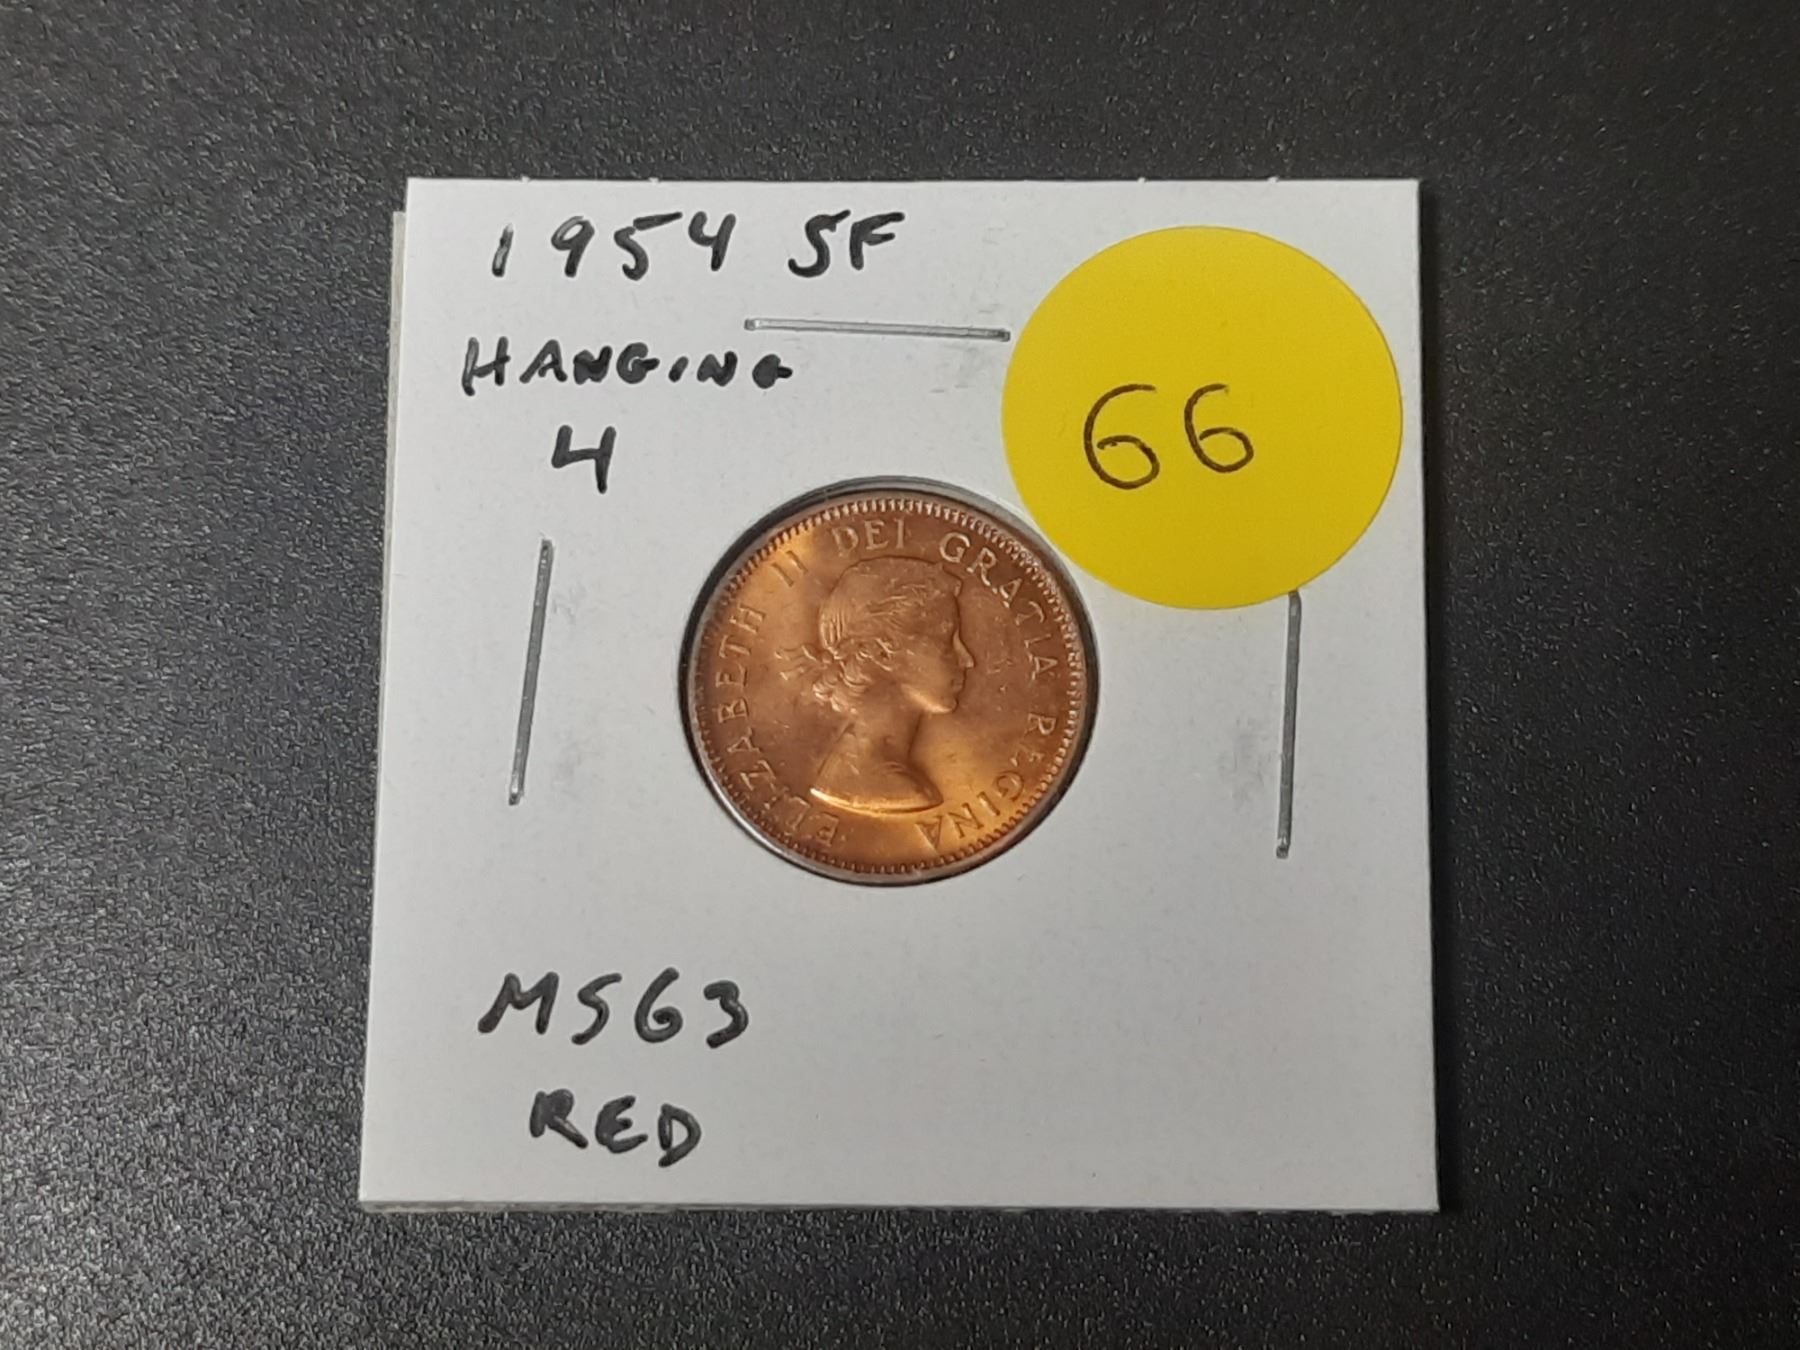 1954 SF
HANGING
4
66
ELIZABETH II DEI GRATIA REGINA
MS63
RED